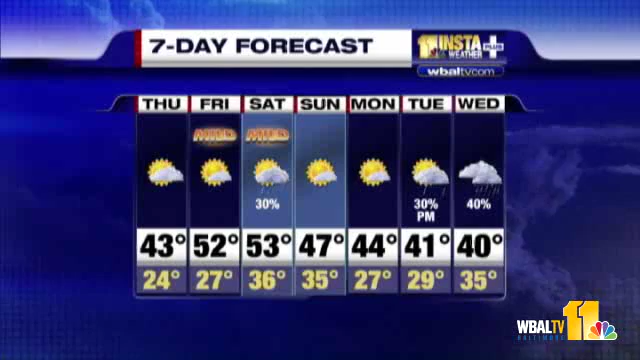 7-DAY FORECAST
11 INSTA
WEATHER PLUS
wbaltv.com
THU FRI SAT SUN MON TUE WED
MILD MILD
30% 30% 40%
PM
43° 52° 53° 47° 44° 41° 40°
24° 27° 36° 35° 27° 29° 35°
WBALTV 11
BALTIMORE